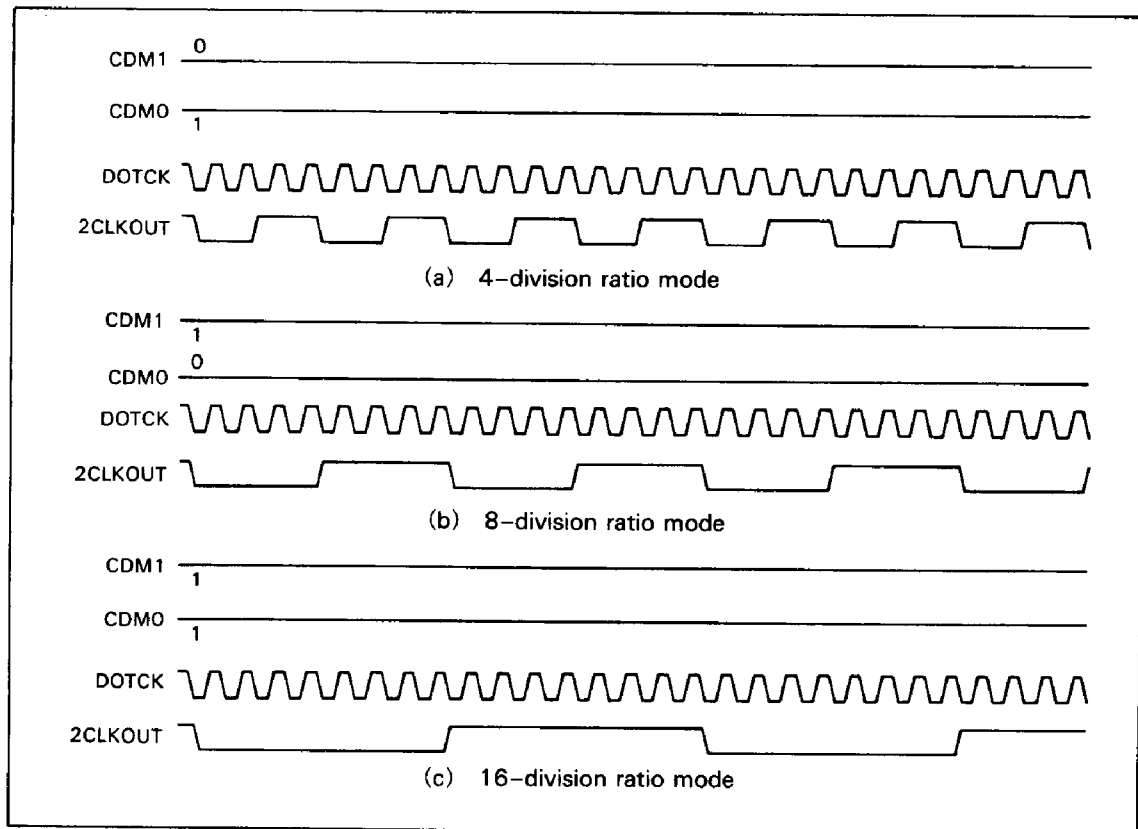 0
CDM1
CDM0
1
DOTCK
2CLKOUT
(a) 4-division ratio mode
CDM1
1
0
CDM0
DOTCK
2CLKOUT
(b) 8-division ratio mode
CDM1
1
CDM0
1
DOTCK
2CLKOUT
(c) 16-division ratio mode